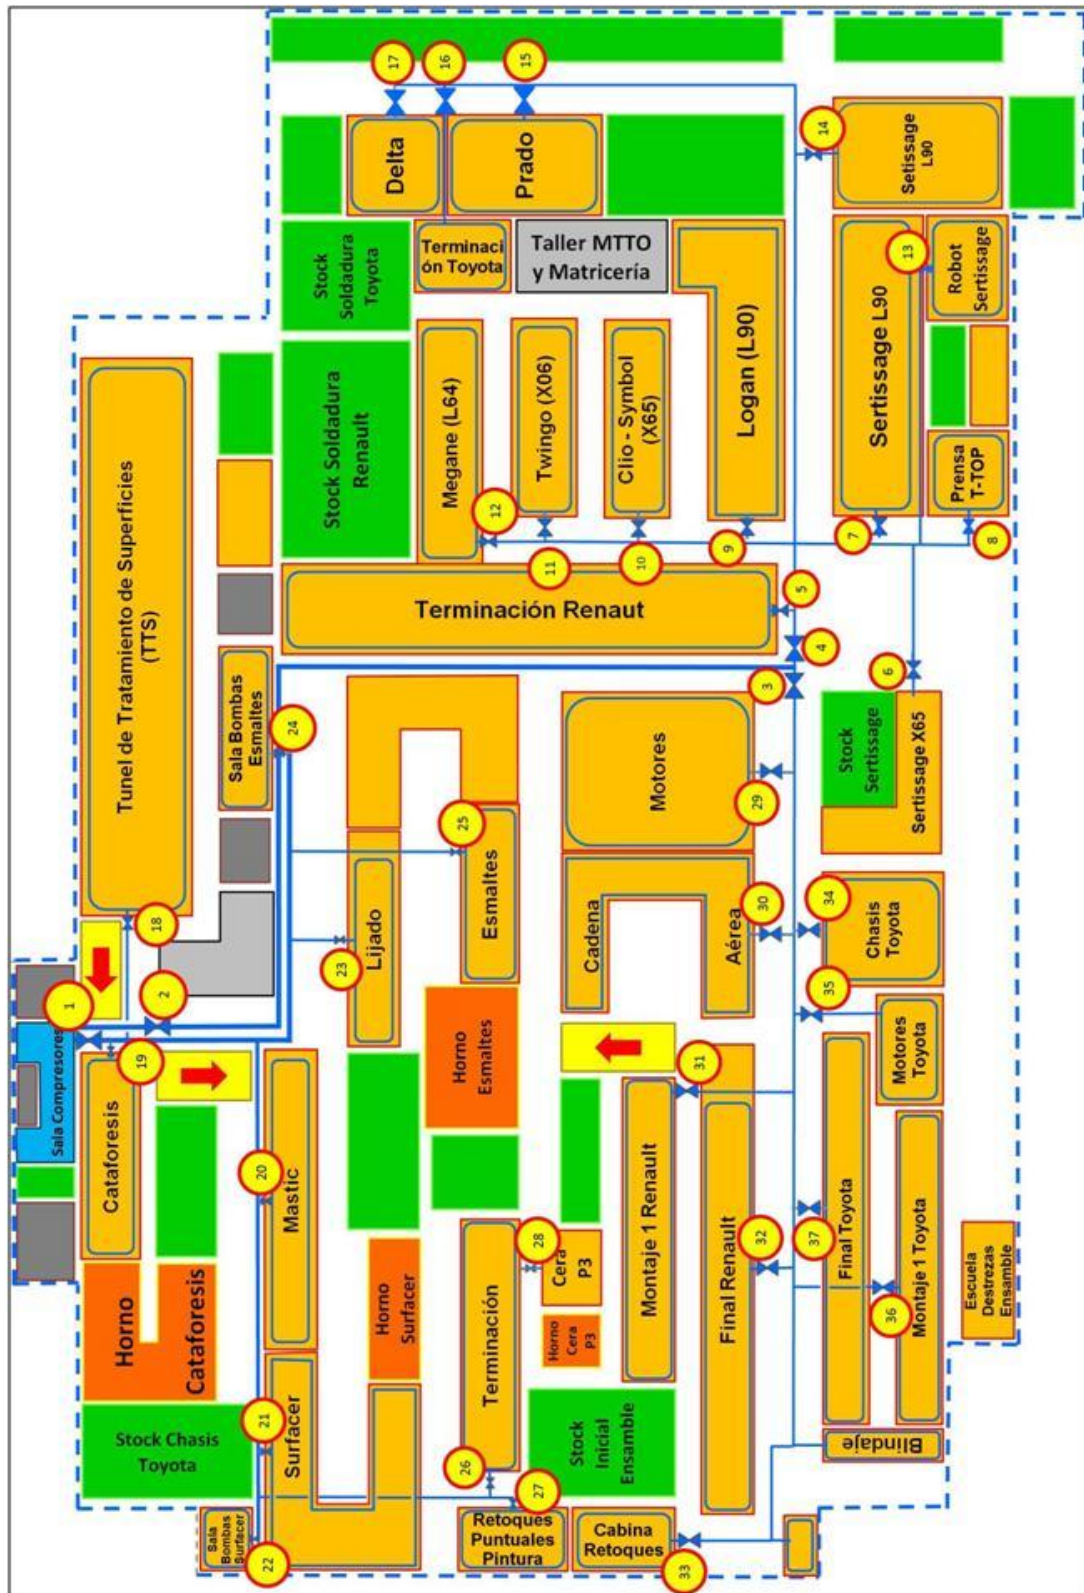 17
16
15
14
Delta
Prado
Setissage
L90
Stock
Soldadura
Toyota
Terminaci
ón Toyota
Taller MTTO
y Matricería
13
Sertissage L90
Robot
Sertissage
Logan (L90)
Tunel de Tratamiento de Superficies
(TTS)
Stock Soldadura
Renault
Megane (L64)
Twingo (X06)
Clio - Symbol
(X65)
Prensa
T-TOP
12
11
10
9
7
8
Terminación Renaut
5
4
3
6
Sala Bombas
Esmaltes
24
Motores
Stock
Sertissage
Sertissage X65
29
25
18
Lijado
Esmaltes
Cadena
Aérea
30
34
Chasis
Toyota
23
1
2
35
Sala Compresores
19
Horno
Esmaltes
31
Motores
Toyota
Cataforesis
20
Mastic
Montaje 1 Renault
Final Renault
32
37
Final Toyota
28
Cera
P3
36
Montaje 1 Toyota
Escuela
Destrezas
Ensamble
Horno
Cataforesis
Horno
Surfacer
Terminación
Horno
Cera
P3
Stock Chasis
Toyota
21
Surfacer
26
Stock
Inicial
Ensamble
Blindaje
27
Sala
Bombas
Surfacer
22
Retoques
Puntuales
Pintura
Cabina
Retoques
33